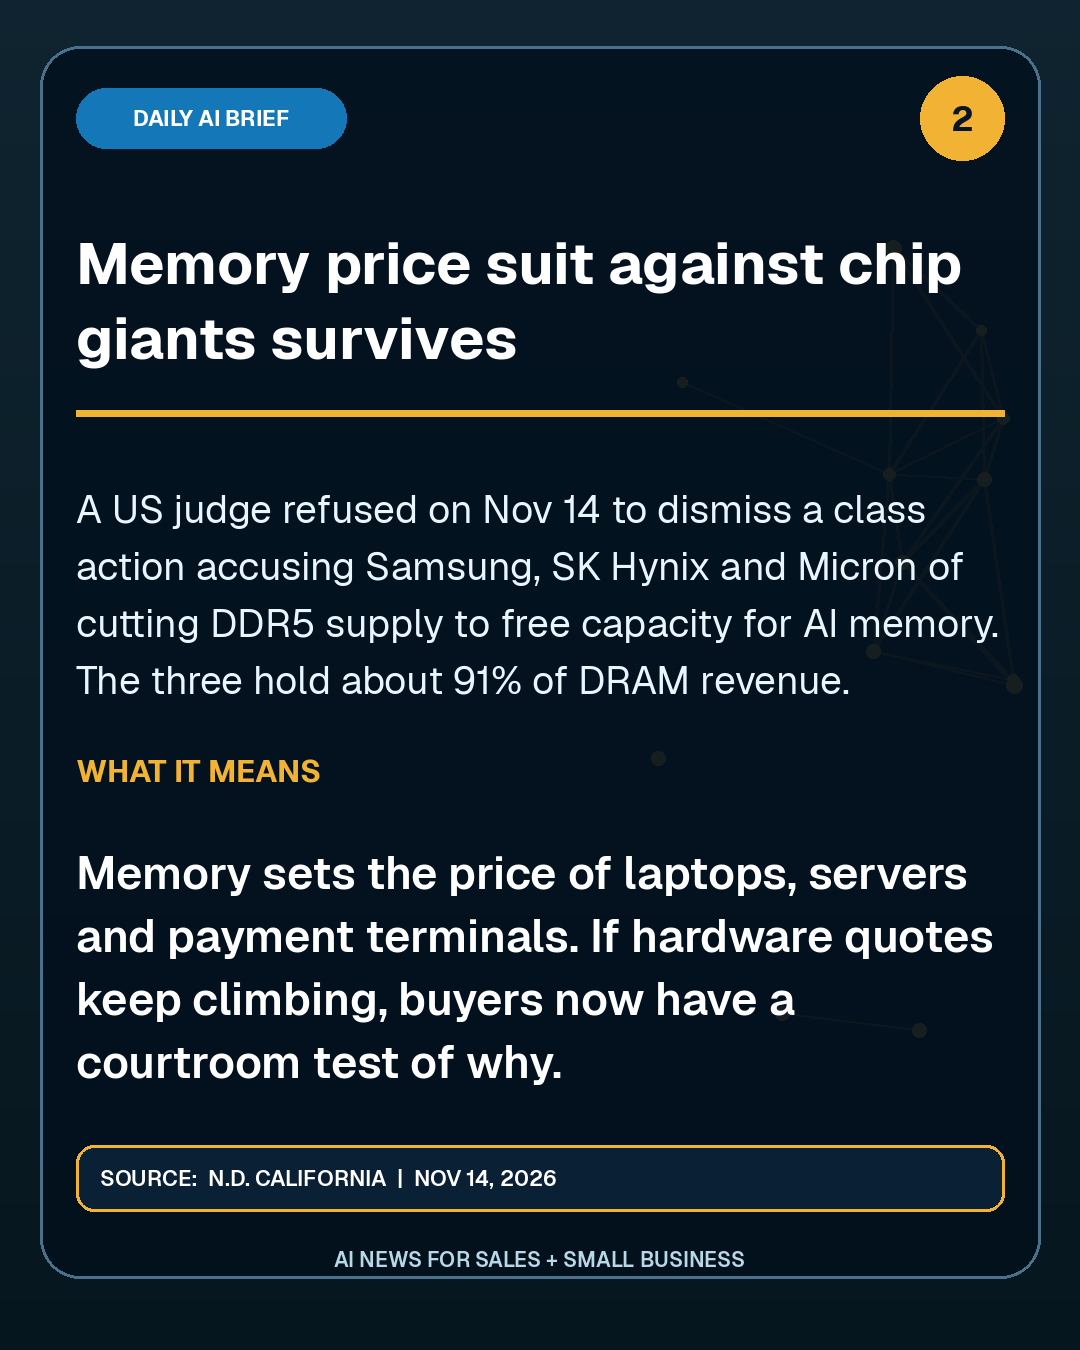 DAILY AI BRIEF
2
Memory price suit against chip
giants survives
A US judge refused on Nov 14 to dismiss a class
action accusing Samsung, SK Hynix and Micron of
cutting DDR5 supply to free capacity for AI memory.
The three hold about 91% of DRAM revenue.
WHAT IT MEANS
Memory sets the price of laptops, servers
and payment terminals. If hardware quotes
keep climbing, buyers now have a
courtroom test of why.
SOURCE: N.D. CALIFORNIA | NOV 14, 2026
AI NEWS FOR SALES + SMALL BUSINESS